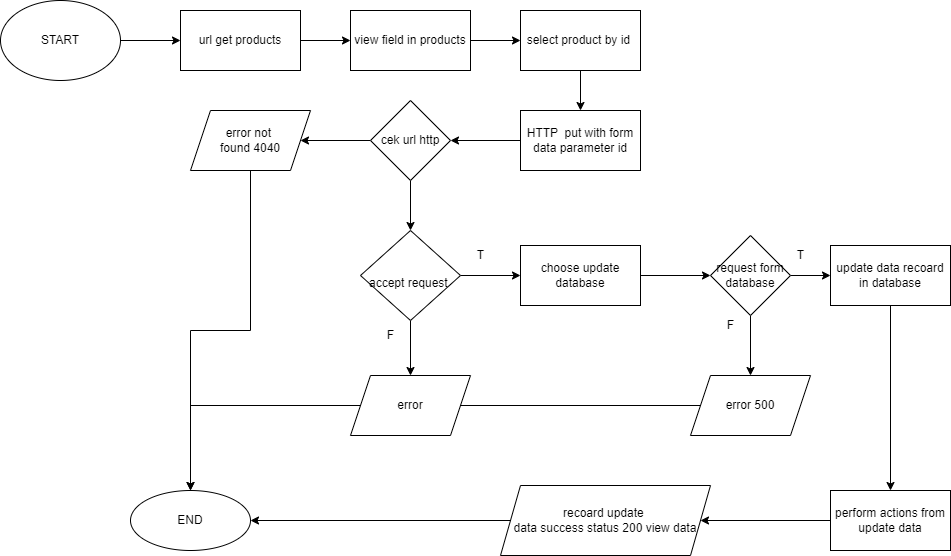 START
url get products
view field in products
select product by id
error not
found 4040
cek url http
HTTP  put with form
data parameter id
accept request
T
choose update
database
request form
database
T
update data recoard
in database
F
F
error
error 500
END
recoard update
data success status 200 view data
perform actions from
update data